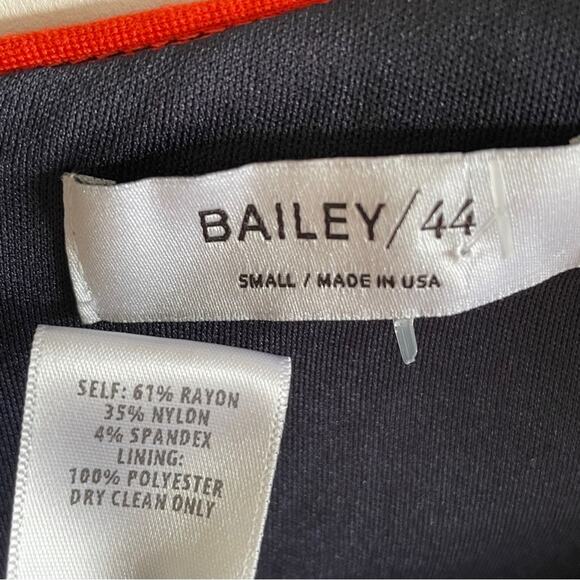 BAILEY/44
SMALL / MADE IN USA
SELF: 61% RAYON
35% NYLON
4% SPANDEX
LINING:
100% POLYESTER
DRY CLEAN ONLY